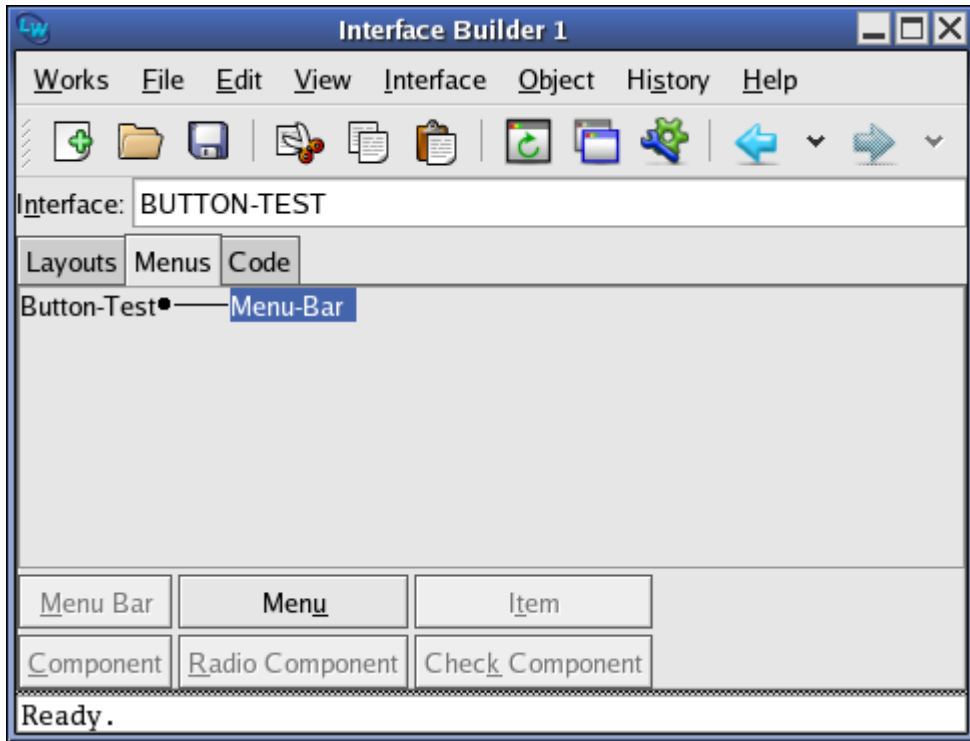 LW Interface Builder 1
Works File Edit View Interface Object History Help
Interface: BUTTON-TEST
Layouts Menus Code
Button-Test Menu-Bar
Menu Bar Menu Item
Component Radio Component Check Component
Ready.